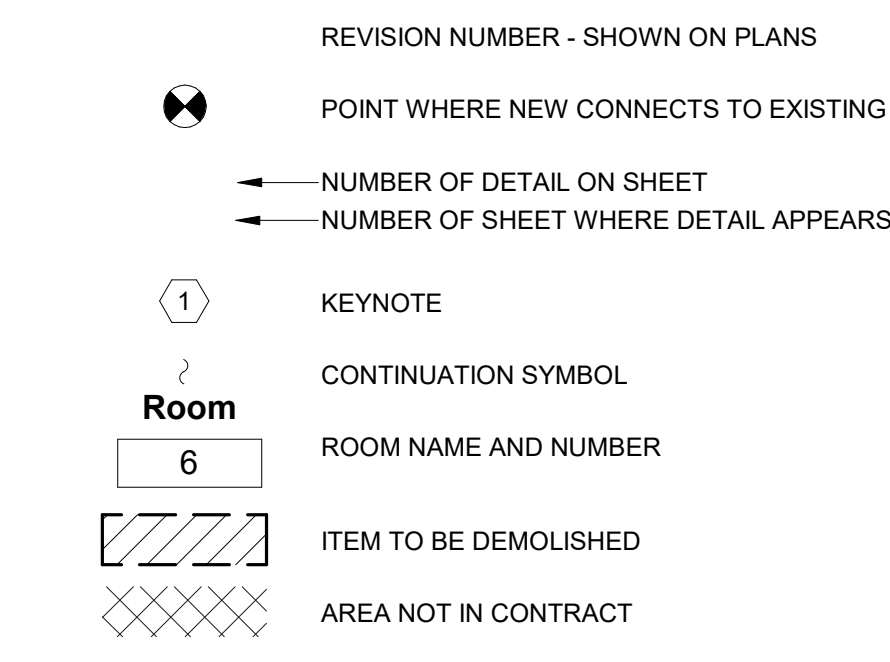 REVISION NUMBER - SHOWN ON PLANS
POINT WHERE NEW CONNECTS TO EXISTING
NUMBER OF DETAIL ON SHEET
NUMBER OF SHEET WHERE DETAIL APPEARS
1 KEYNOTE
CONTINUATION SYMBOL
Room
6 ROOM NAME AND NUMBER
ITEM TO BE DEMOLISHED
AREA NOT IN CONTRACT